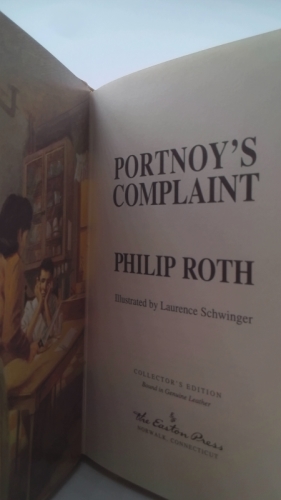 PORTNOY'S
COMPLAINT
PHILIP ROTH
Illustrated by Laurence Schwinger
COLLECTOR'S EDITION
Bound in Genuine Leather
The Easton Press
NORWALK, CONNECTICUT